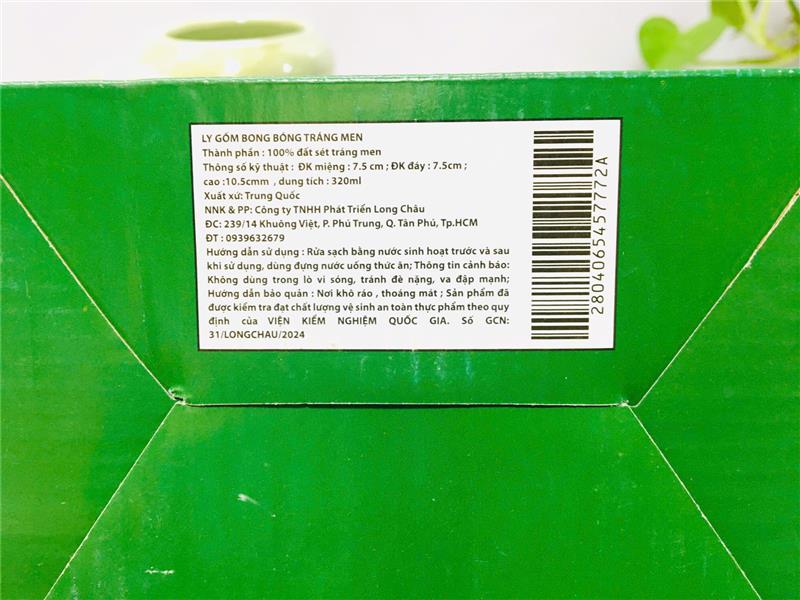 LY GỐM BONG BÓNG TRÁNG MEN
Thành phần : 100% đất sét tráng men
Thông số kỹ thuật : ĐK miệng : 7.5 cm ; ĐK đáy : 7.5cm ;
cao :10.5cmm , dung tích : 320ml
Xuất xứ: Trung Quốc
NNK & PP: Công ty TNHH Phát Triển Long Châu
ĐC: 239/14 Khuông Việt, P. Phú Trung, Q. Tân Phú, Tp.HCM
ĐT : 0939632679
Hướng dẫn sử dụng : Rửa sạch bằng nước sinh hoạt trước và sau
khi sử dụng, dùng đựng nước uống thức ăn; Thông tin cảnh báo:
Không dùng trong lò vi sóng, tránh đè nặng, va đập mạnh;
Hướng dẫn bảo quản : Nơi khô ráo , thoáng mát ; Sản phẩm đã
được kiểm tra đạt chất lượng vệ sinh an toàn thực phẩm theo quy
định của VIỆN KIỂM NGHIỆM QUỐC GIA. Số GCN:
31/LONGCHAU/2024
2804065457772A